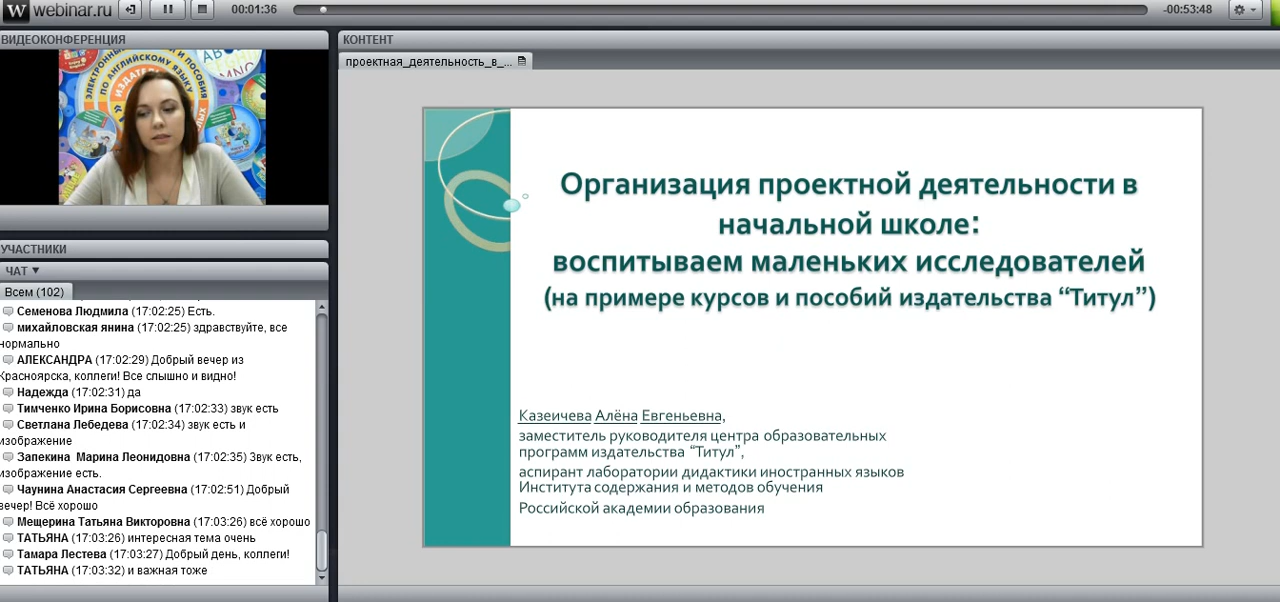 webinar.ru
00:01:36
-00:53:48
ВИДЕОКОНФЕРЕНЦИЯ
КОНТЕНТ
проектная_деятельность_в_...
ПО АНГЛИЙСКОМУ ЯЗЫКУ
УЧАСТНИКИ
ЧАТ
Всем (102)
Семенова Людмила (17:02:25) Есть.
михайловская янина (17:02:25) здравствуйте, все
нормально
АЛЕКСАНДРА (17:02:29) Добрый вечер из
Красноярска, коллеги! Все слышно и видно!
Надежда (17:02:31) да
Тимченко Ирина Борисовна (17:02:33) звук есть
Светлана Лебедева (17:02:34) звук есть и
изображение
Запекина Марина Леонидовна (17:02:35) Звук есть,
изображение есть.
Чаунина Анастасия Сергеевна (17:02:51) Добрый
вечер! Всё хорошо
Мещерина Татьяна Викторовна (17:03:26) всё хорошо
ТАТЬЯНА (17:03:26) интересная тема очень
Тамара Лестева (17:03:27) Добрый день, коллеги!
ТАТЬЯНА (17:03:32) и важная тоже
Организация проектной деятельности в
начальной школе:
воспитываем маленьких исследователей
(на примере курсов и пособий издательства “Титул”)
Казеичева Алёна Евгеньевна,
заместитель руководителя центра образовательных
программ издательства “Титул”,
аспирант лаборатории дидактики иностранных языков
Института содержания и методов обучения
Российской академии образования